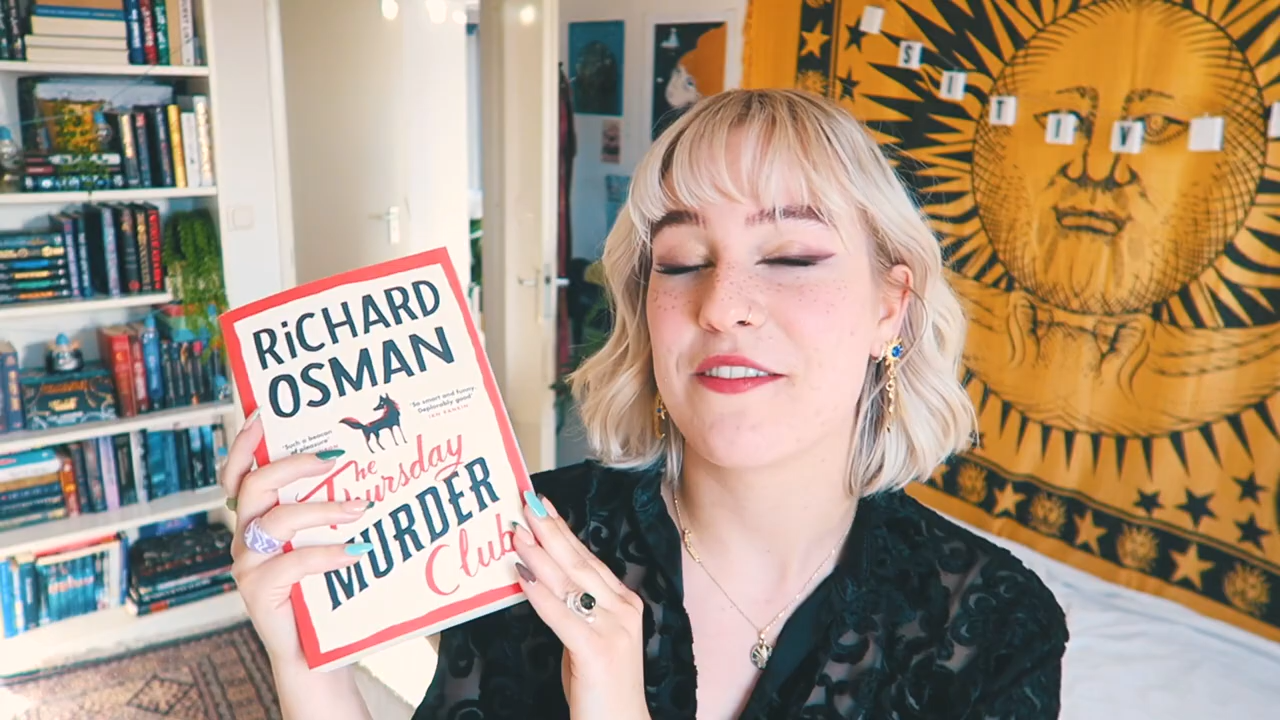 RiCHARD
OSMAN
'So smart and funny.
Deplorably good'
IAN RANKIN
'Such a beacon
of pleasure'
The
Thursday
MURDER
Club
S
I
T
I
V